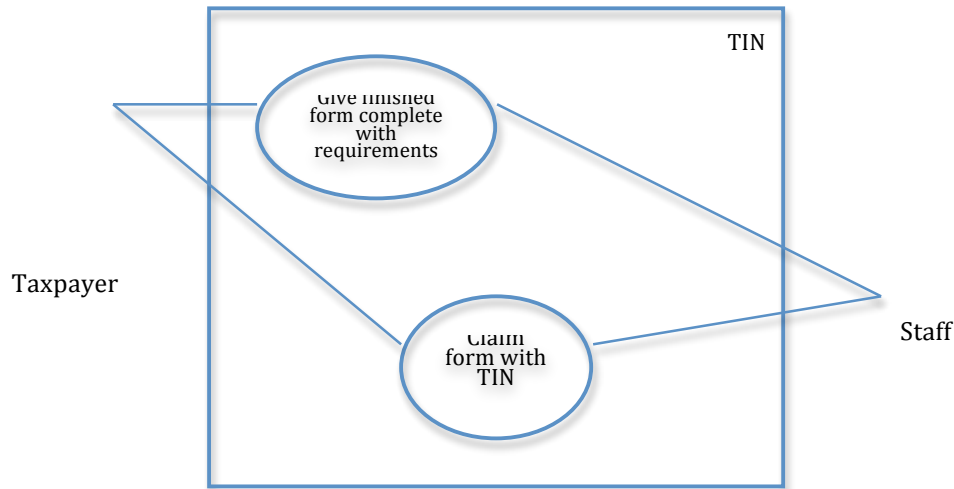 TIN
Give finished
form complete
with
requirements
Taxpayer
Claim
form with
TIN
Staff